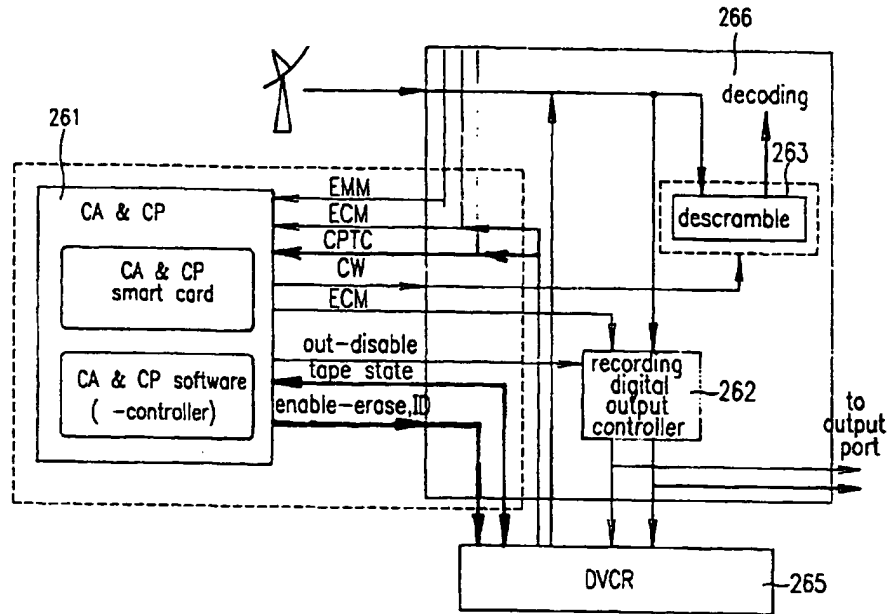 266
decoding
261
263
EMM
CA & CP
ECM
descramble
CPTC
CA & CP
smart card
CW
ECM
out-disable
tape state
CA & CP software
( -controller)
enable-erase,ID
recording
digital
output
controller
262
to
output
port
DVCR
265